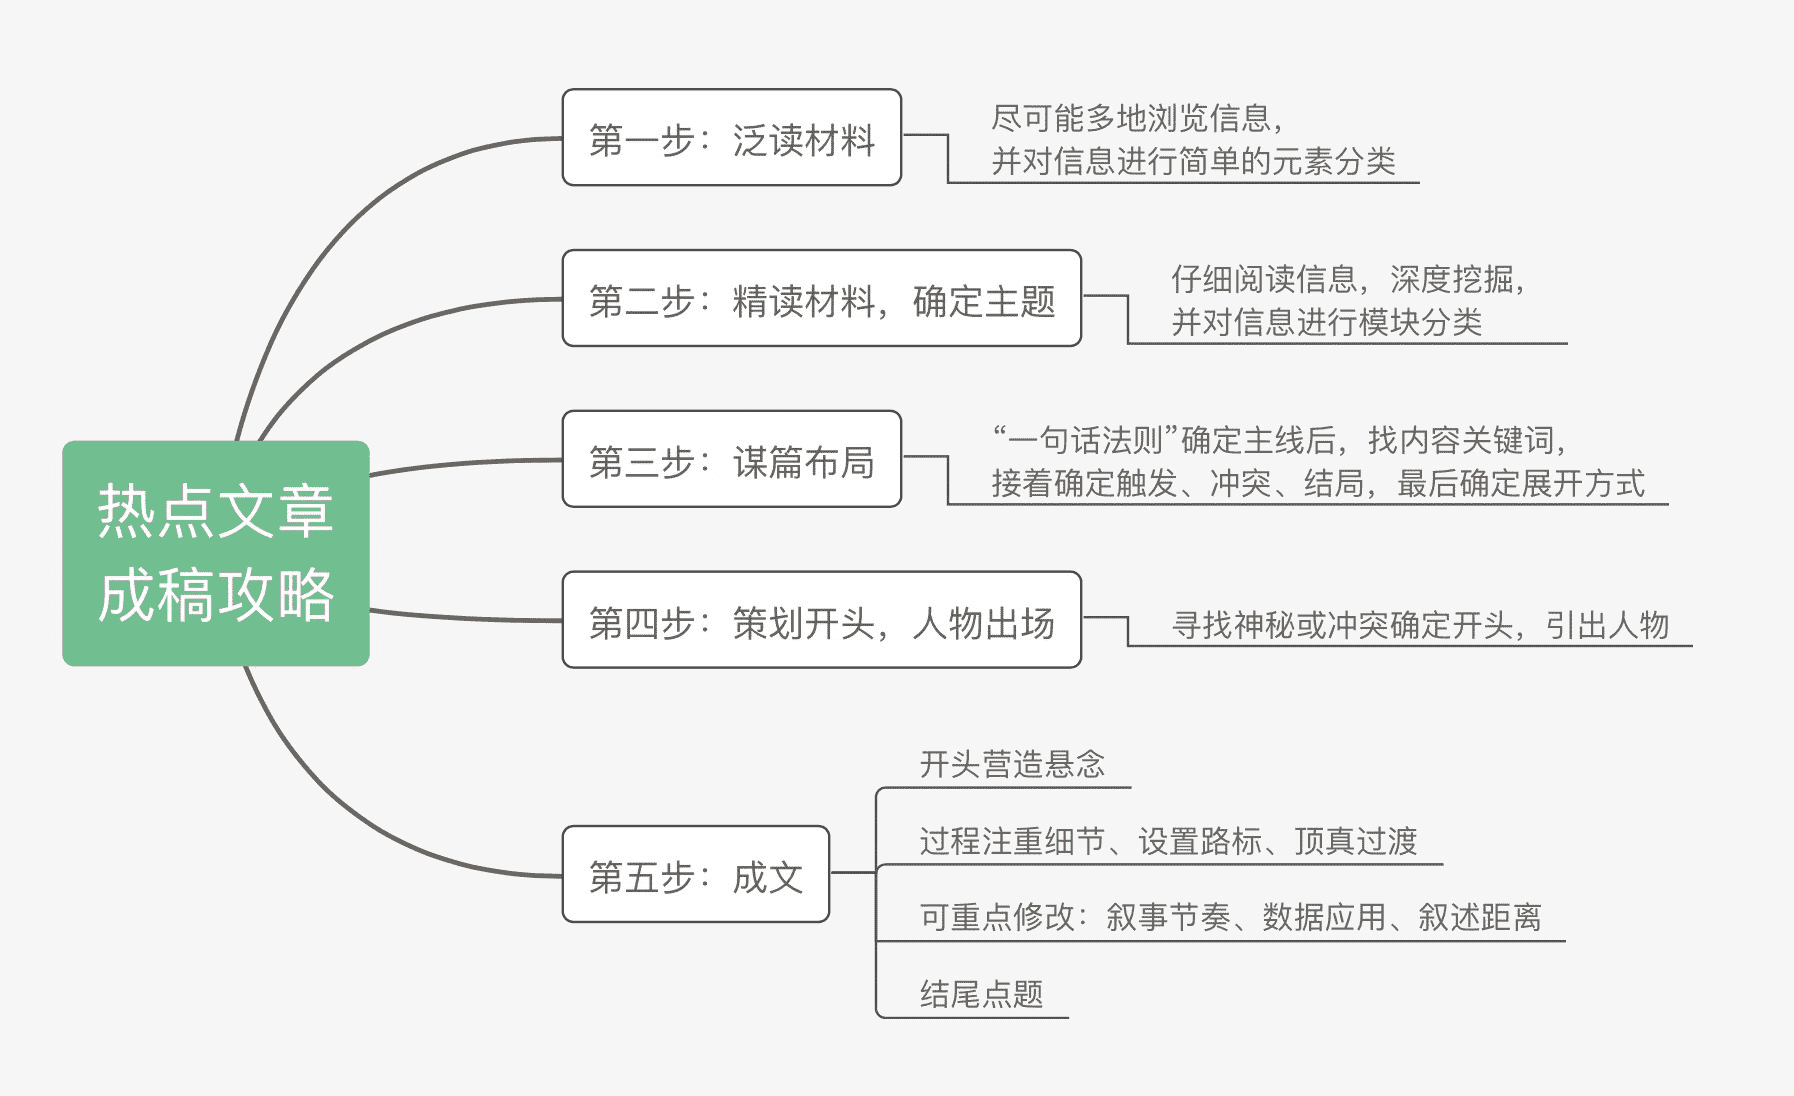 热点文章
成稿攻略
第一步：泛读材料
尽可能多地浏览信息，
并对信息进行简单的元素分类
第二步：精读材料，确定主题
仔细阅读信息，深度挖掘，
并对信息进行模块分类
第三步：谋篇布局
“一句话法则”确定主线后，找内容关键词，
接着确定触发、冲突、结局，最后确定展开方式
第四步：策划开头，人物出场
寻找神秘或冲突确定开头，引出人物
第五步：成文
开头营造悬念
过程注重细节、设置路标、顶真过渡
可重点修改：叙事节奏、数据应用、叙述距离
结尾点题